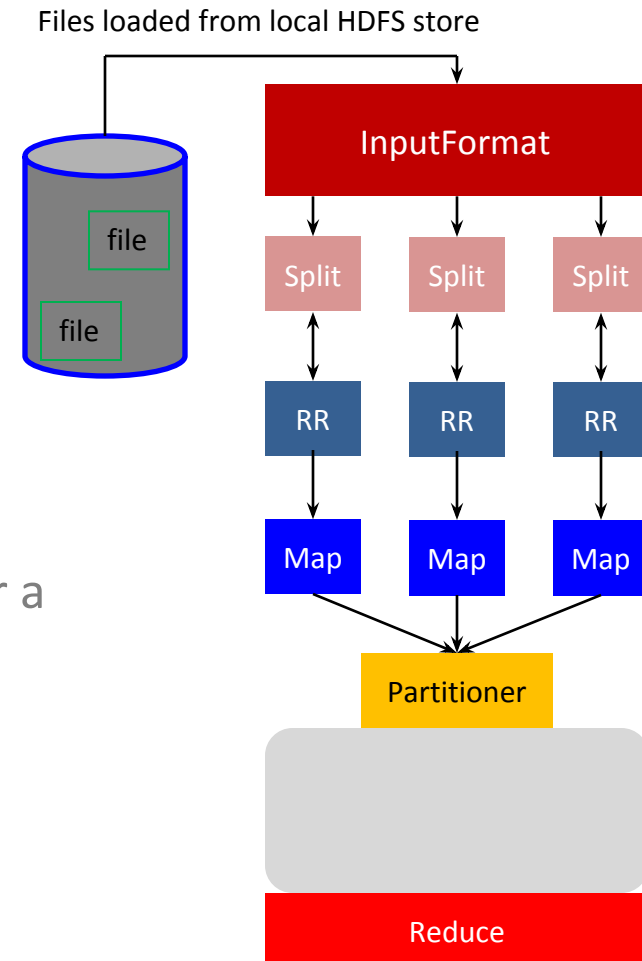 Files loaded from local HDFS store
InputFormat
file
Split Split Split
file
RR RR RR
Map Map Map
r a
Partitioner
Reduce